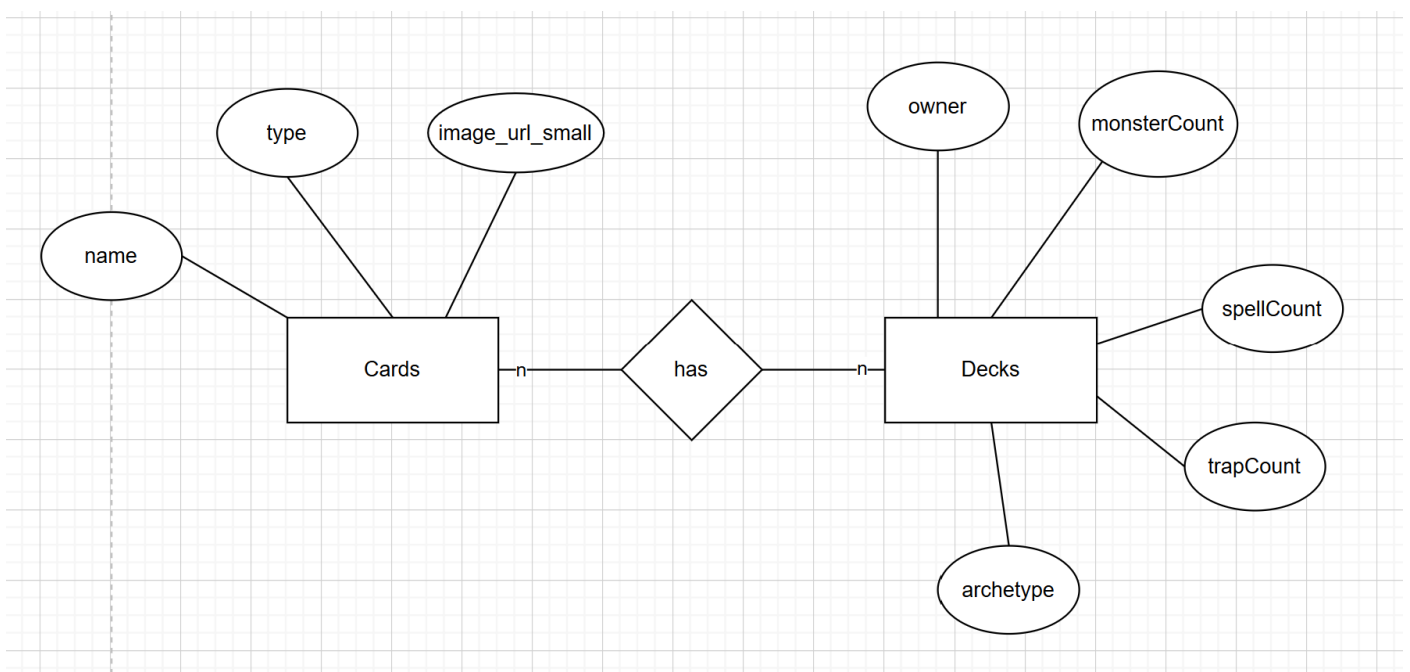 type
image_url_small
owner
monsterCount
name
Cards
n
has
n
Decks
spellCount
trapCount
archetype